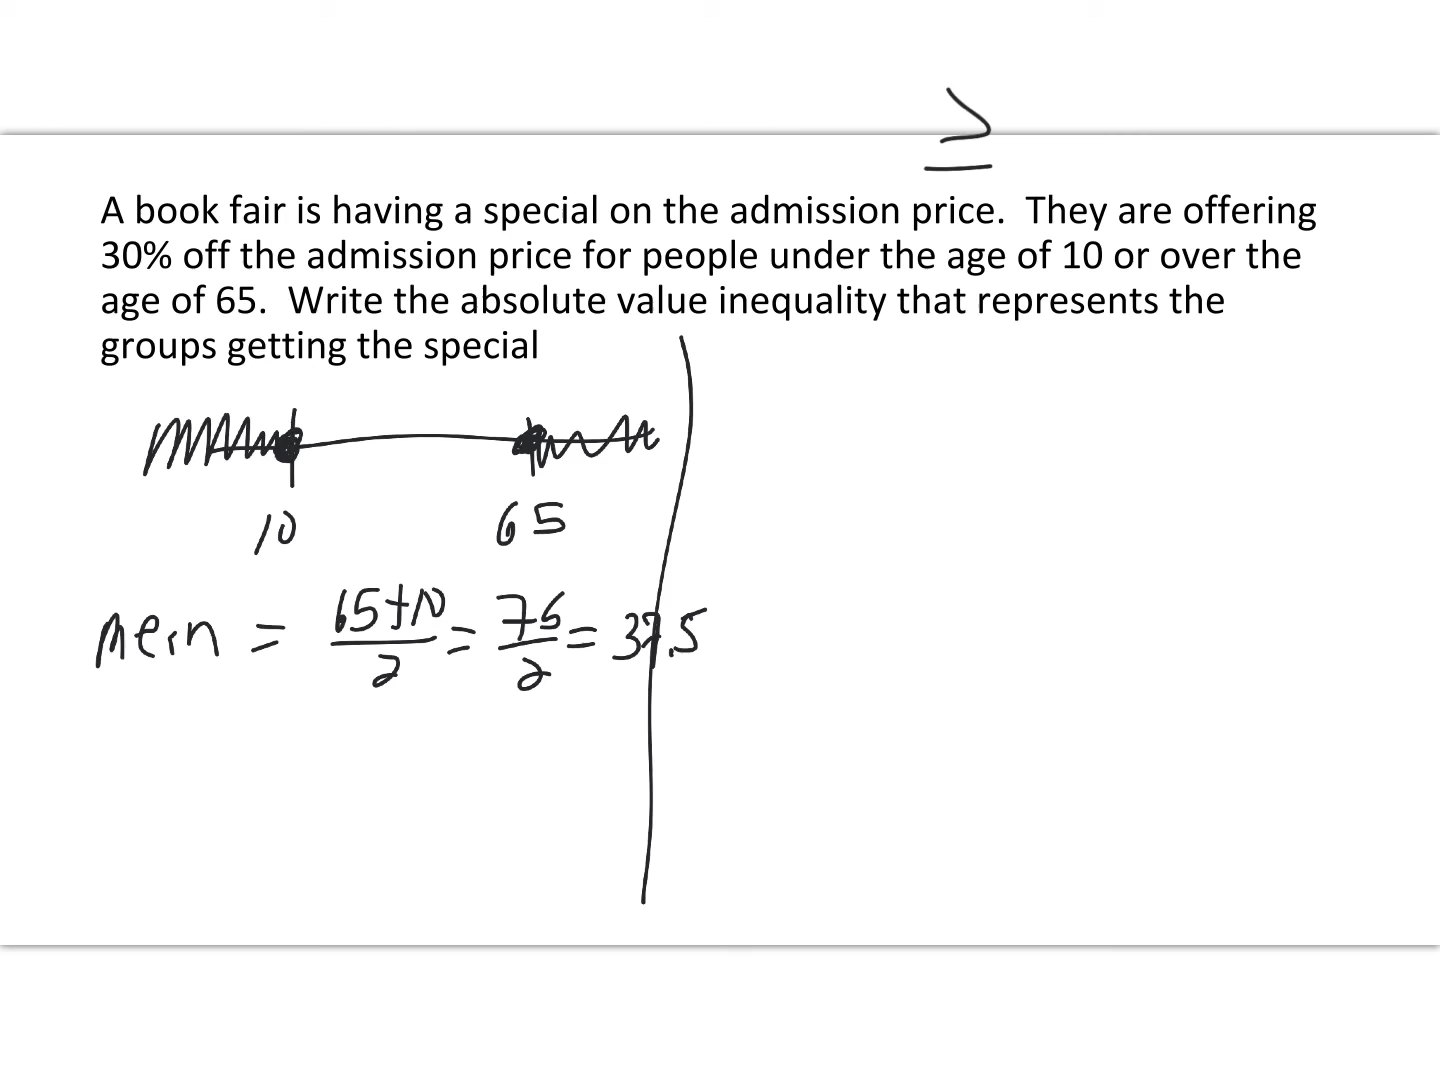 ≥
A book fair is having a special on the admission price. They are offering
30% off the admission price for people under the age of 10 or over the
age of 65. Write the absolute value inequality that represents the
groups getting the special
10 65
mean = 65+10/2 = 75/2 = 37.5